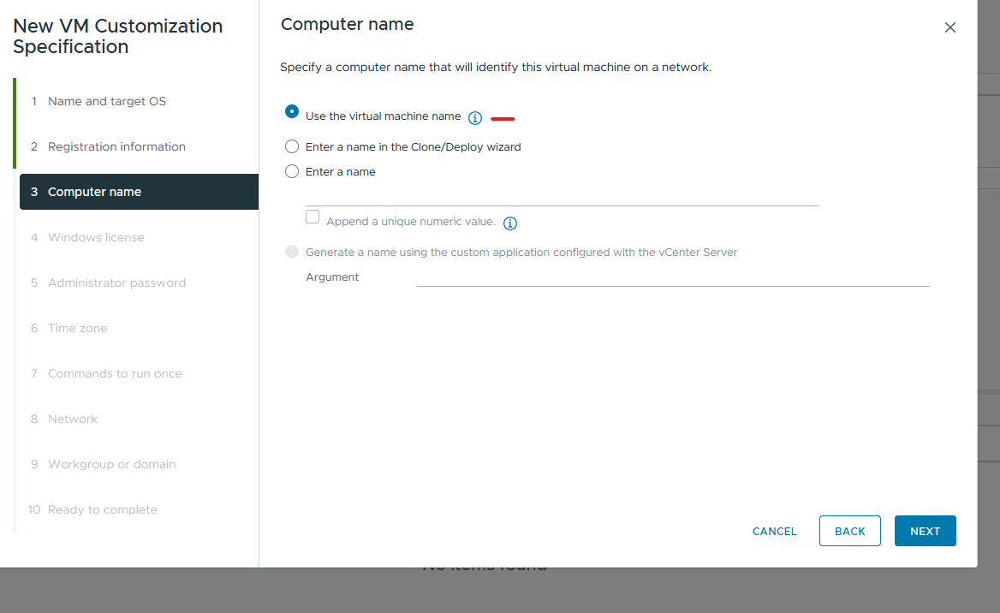 New VM Customization
Specification
1 Name and target OS
2 Registration information
3 Computer name
4 Windows license
5 Administrator password
6 Time zone
7 Commands to run once
8 Network
9 Workgroup or domain
10 Ready to complete
Computer name
Specify a computer name that will identify this virtual machine on a network.
Use the virtual machine name
Enter a name in the Clone/Deploy wizard
Enter a name
Append a unique numeric value.
Generate a name using the custom application configured with the vCenter Server
Argument
CANCEL BACK NEXT
No items found